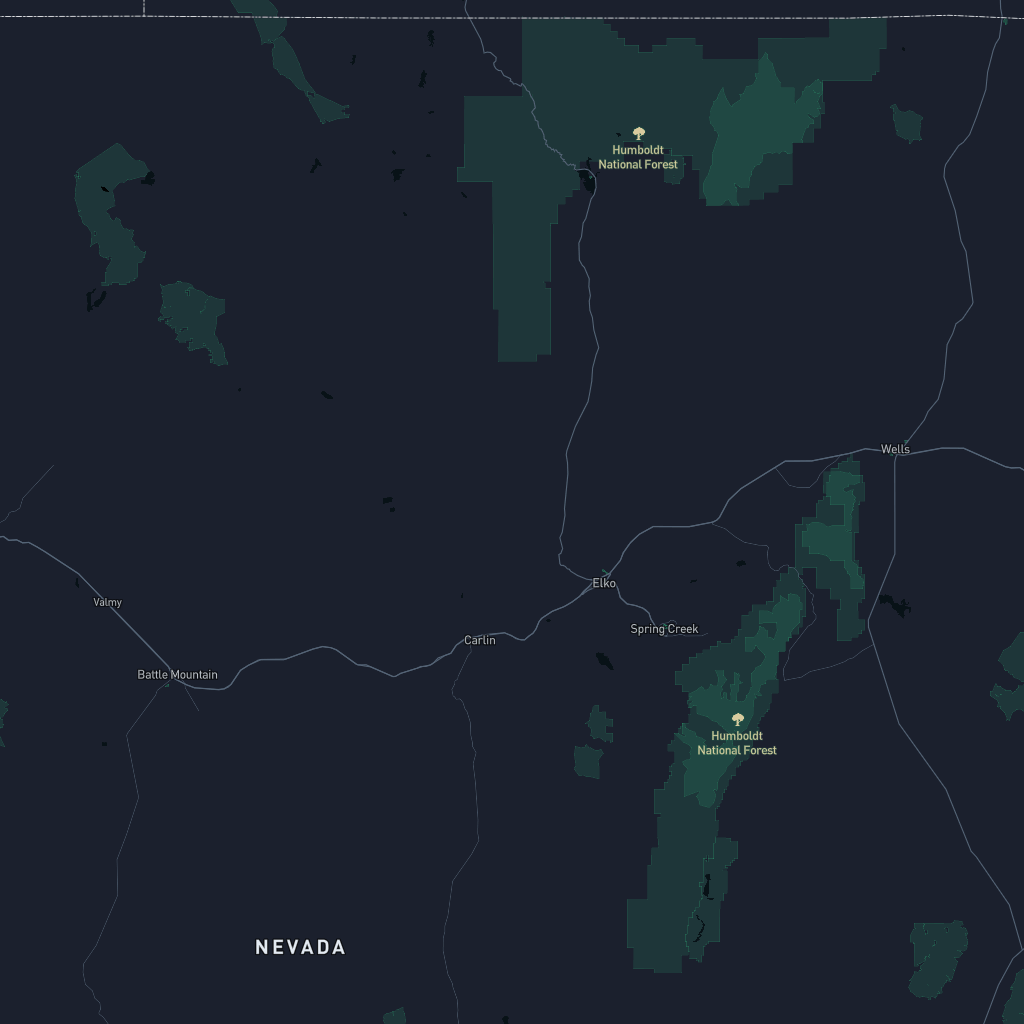 Humboldt
National Forest
Wells
Elko
Valmy
Spring Creek
Carlin
Battle Mountain
Humboldt
National Forest
NEVADA